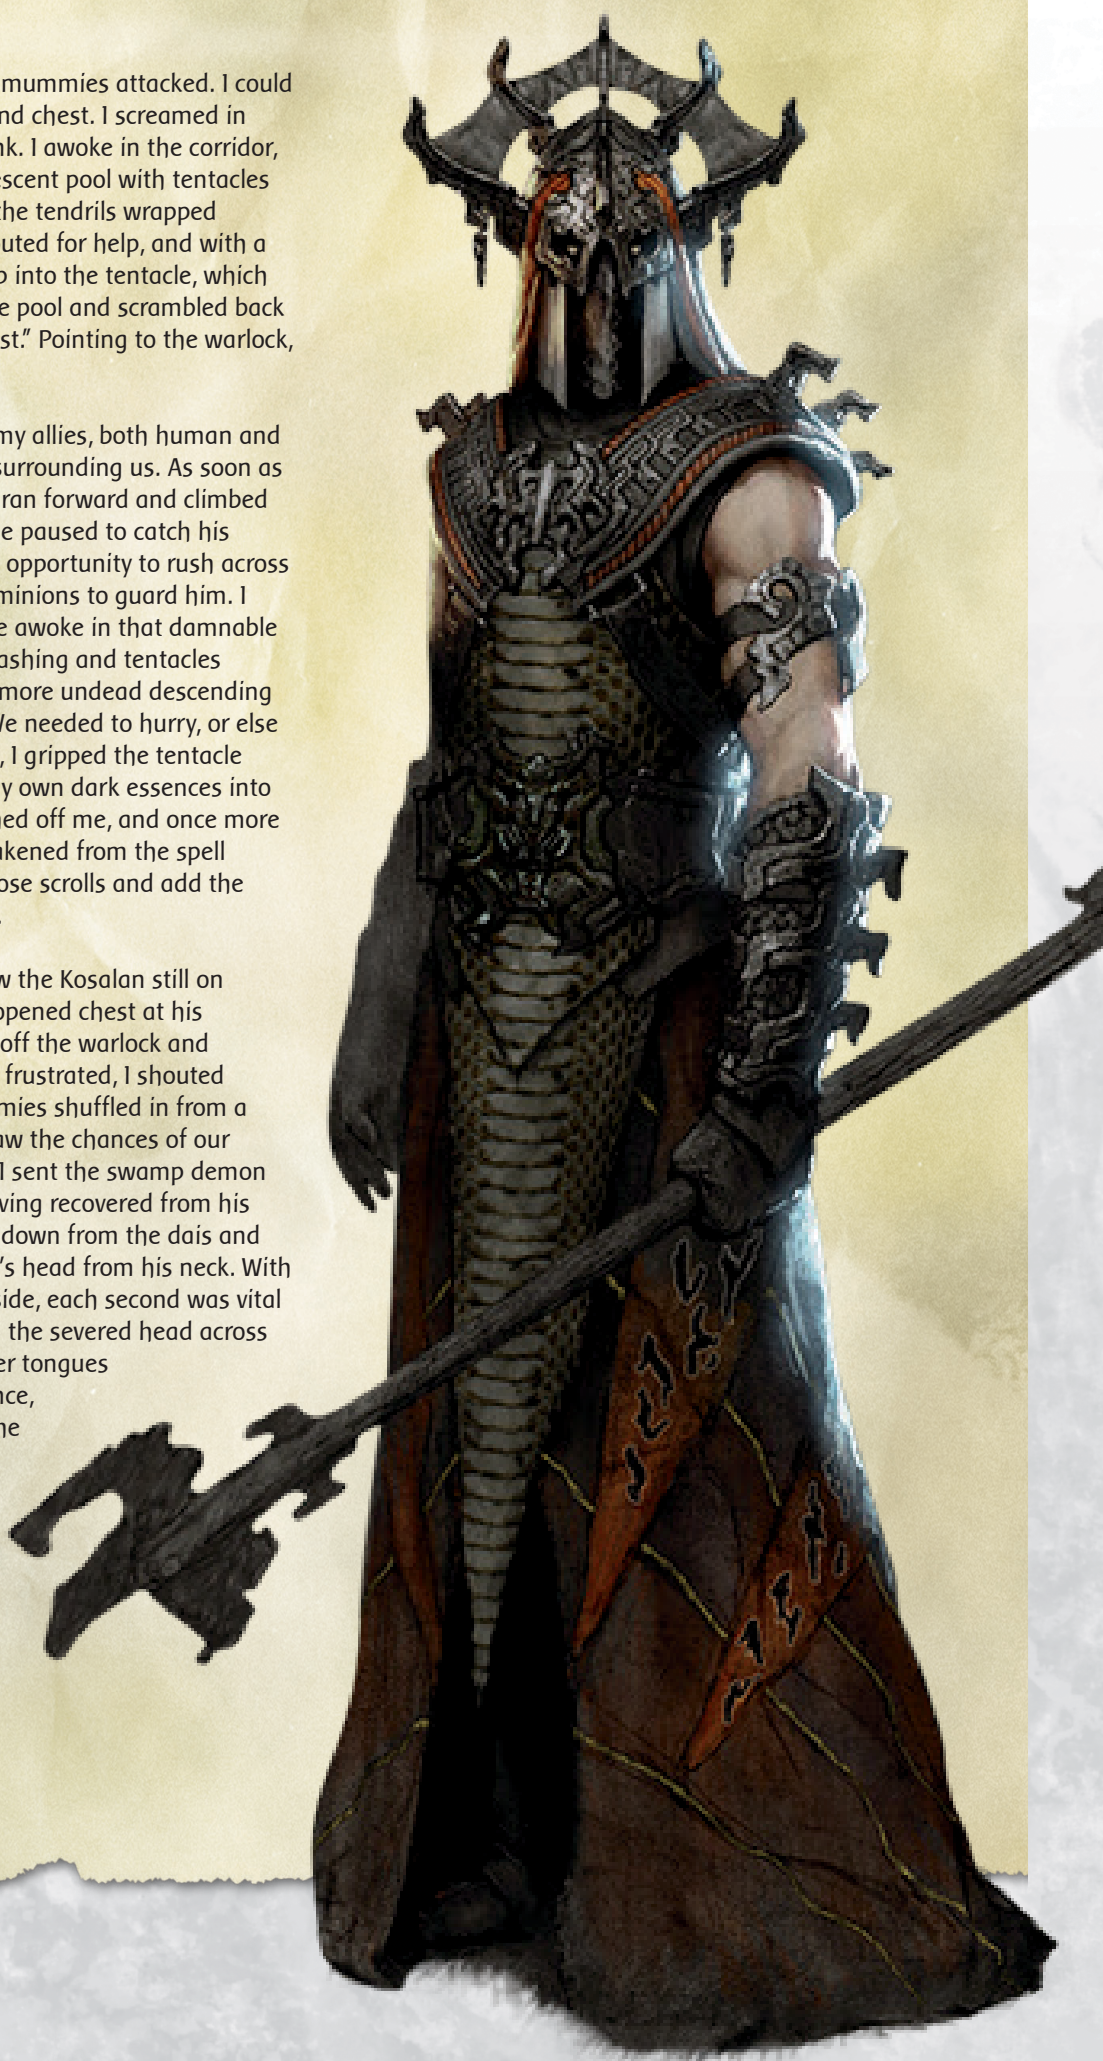 mummies attacked. I could
nd chest. I screamed in
nk. I awoke in the corridor,
escent pool with tentacles
the tendrils wrapped
outed for help, and with a
p into the tentacle, which
e pool and scrambled back
st.” Pointing to the warlock,
my allies, both human and
surrounding us. As soon as
ran forward and climbed
e paused to catch his
opportunity to rush across
minions to guard him. I
e awoke in that damnable
ashing and tentacles
more undead descending
We needed to hurry, or else
, I gripped the tentacle
y own dark essences into
ned off me, and once more
akened from the spell
ose scrolls and add the
.
w the Kosalan still on
opened chest at his
off the warlock and
frustrated, I shouted
mies shuffled in from a
aw the chances of our
I sent the swamp demon
ving recovered from his
down from the dais and
’s head from his neck. With
side, each second was vital
the severed head across
er tongues
nce,
ne